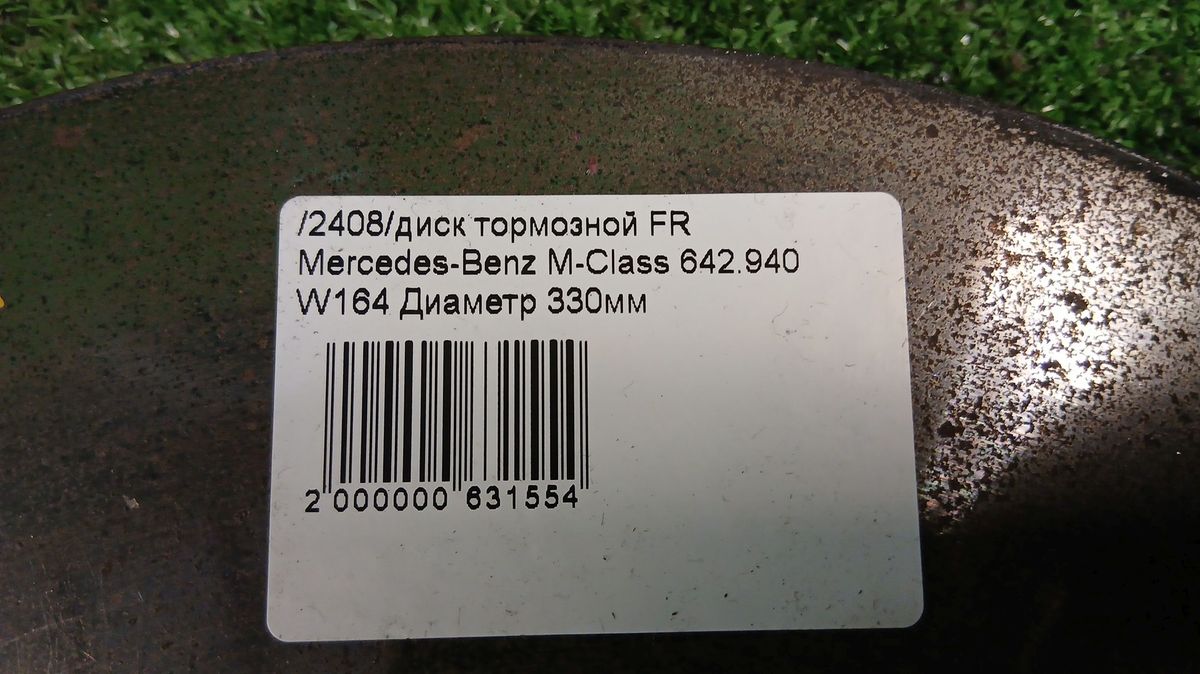 /2408/диск тормозной FR
Mercedes-Benz M-Class 642.940
W164 Диаметр 330мм
2 000000 631554